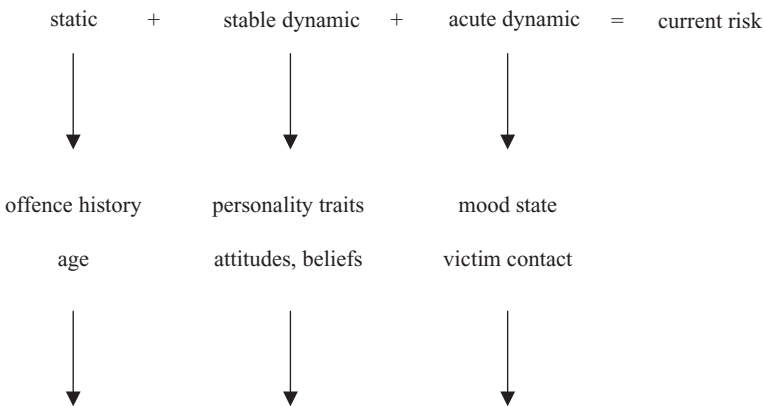 static + stable dynamic + acute dynamic = current risk
offence history personality traits mood state
age attitudes, beliefs victim contact